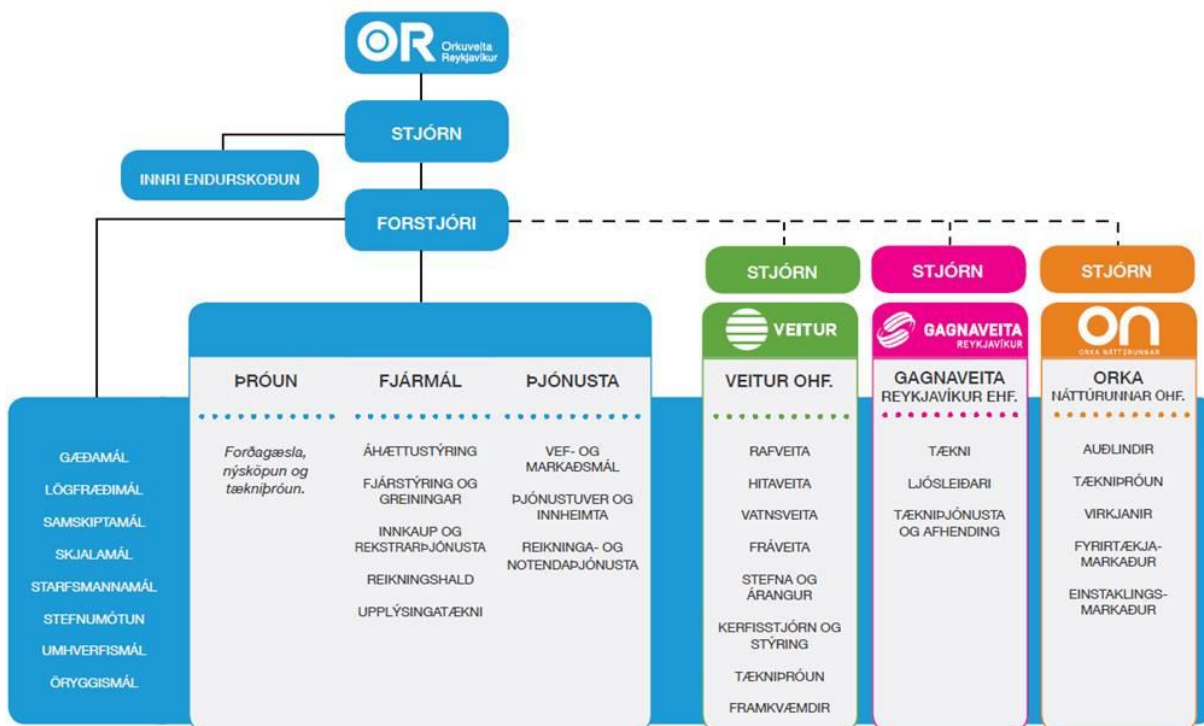 OR Orkuveita
Reykjavíkur
STJÓRN
INNRI ENDURSKOÐUN
FORSTJÓRI
STJÓRN
STJÓRN
STJÓRN
VEITUR
GAGNAVEITA
REYKJAVÍKUR
on
ORKA NÁTTÚRUNNAR
GÆÐAMÁL
LÖGFRÆÐIMÁL
SAMSKIPTAMÁL
SKJALAMÁL
STARFSMANNAMÁL
STEFNUMÓTUN
UMHVERFISMÁL
ÖRYGGISMÁL
ÞRÓUN
Forðagæsla,
nýsköpun og
tækniþróun.
FJÁRMÁL
ÁHÆTTUSTÝRING
FJÁRSTÝRING OG
GREININGAR
INNKAUP OG
REKSTRARÞJÓNUSTA
REIKNINGSHALD
UPPLÝSINGATÆKNI
ÞJÓNUSTA
VEF- OG
MARKAÐSMÁL
ÞJÓNUSTUVER OG
INNHEIMTA
REIKNINGA- OG
NOTENDAÞJÓNUSTA
VEITUR OHF.
RAFVEITA
HITAVEITA
VATNSVEITA
FRÁVEITA
STEFNA OG
ÁRANGUR
KERFISSTJÓRN OG
STÝRING
TÆKNIÞRÓUN
FRAMKVÆMDIR
GAGNAVEITA
REYKJAVÍKUR EHF.
TÆKNI
LJÓSLEIÐARI
TÆKNIÞJÓNUSTA
OG AFHENDING
ORKA
NÁTTÚRUNNAR OHF.
AUÐLINDIR
TÆKNIÞRÓUN
VIRKJANIR
FYRIRTÆKJA-
MARKAÐUR
EINSTAKLINGS-
MARKAÐUR